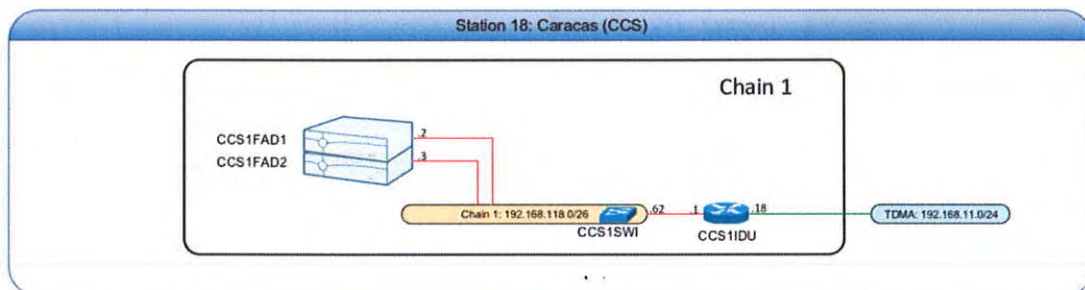 Station 18: Caracas (CCS)
Chain 1
CCS1FAD1
.2
CCS1FAD2
.3
Chain 1: 192.168.118.0/26
.62
.1
.18
TDMA: 192.168.11.0/24
CCS1SWI
CCS1IDU